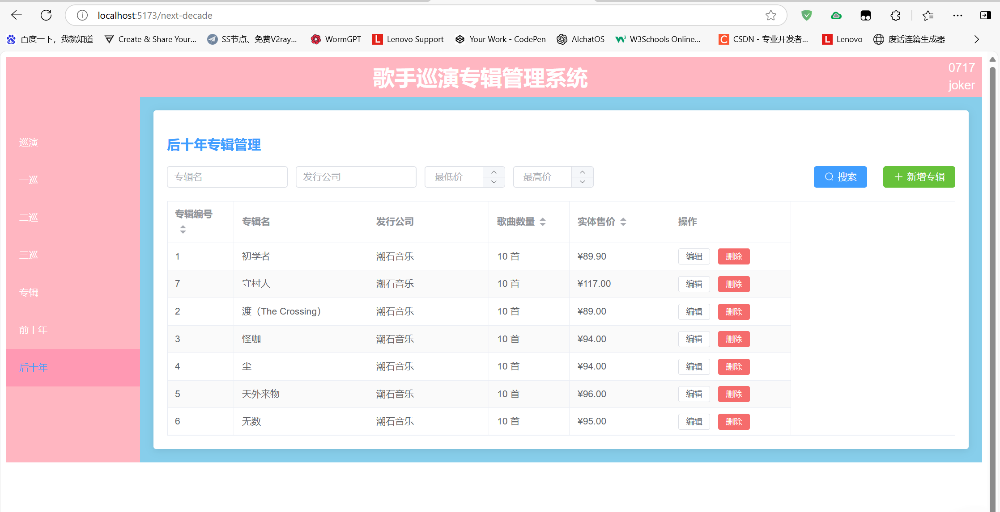 localhost:5173/next-decade
百度一下，我就知道 Create & Share Your... SS节点、免费V2ray... WormGPT Lenovo Support Your Work - CodePen AIchatOS W3Schools Online... CSDN - 专业开发者... Lenovo 废话连篇生成器
歌手巡演专辑管理系统
0717
joker
巡演
一巡
二巡
三巡
专辑
前十年
后十年
后十年专辑管理
专辑名 发行公司 最低价 最高价 搜索 新增专辑
专辑编号 专辑名 发行公司 歌曲数量 实体售价 操作
1 初学者 潮石音乐 10 首 ¥89.90 编辑 删除
7 守村人 潮石音乐 10 首 ¥117.00 编辑 删除
2 渡（The Crossing） 潮石音乐 10 首 ¥89.00 编辑 删除
3 怪咖 潮石音乐 10 首 ¥94.00 编辑 删除
4 尘 潮石音乐 10 首 ¥94.00 编辑 删除
5 天外来物 潮石音乐 10 首 ¥96.00 编辑 删除
6 无数 潮石音乐 10 首 ¥95.00 编辑 删除